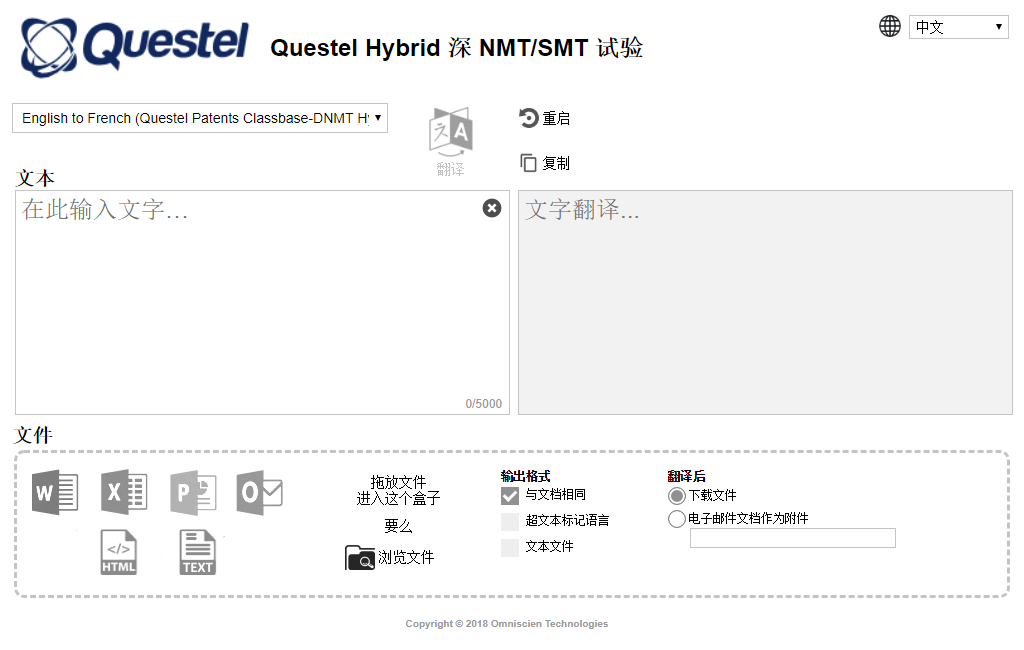 Questel
Questel Hybrid 深 NMT/SMT 试验
中文
English to French (Questel Patents Classbase-DNMT Hy
翻译
重启
复制
文本
在此输入文字...
文字翻译...
0/5000
文件
W
X
P
O
</>
HTML
TEXT
拖放文件
进入这个盒子
要么
浏览文件
输出格式
与文档相同
超文本标记语言
文本文件
翻译后
下载文件
电子邮件文档作为附件
Copyright © 2018 Omniscien Technologies